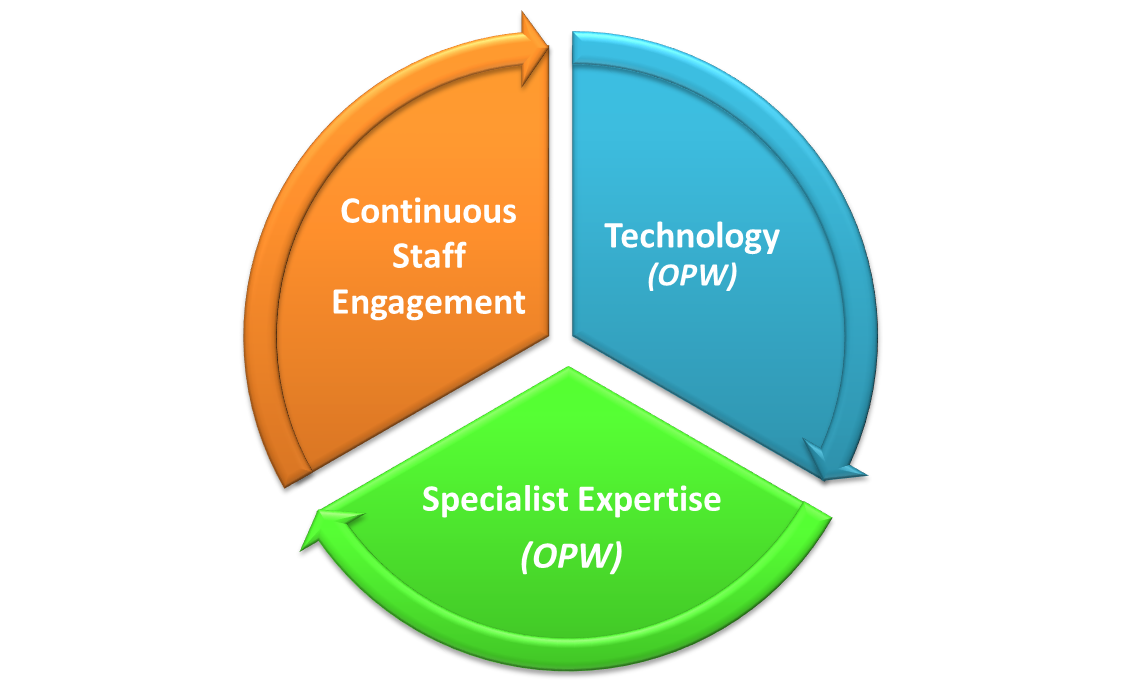 Continuous
Staff
Engagement
Technology
(OPW)
Specialist Expertise
(OPW)